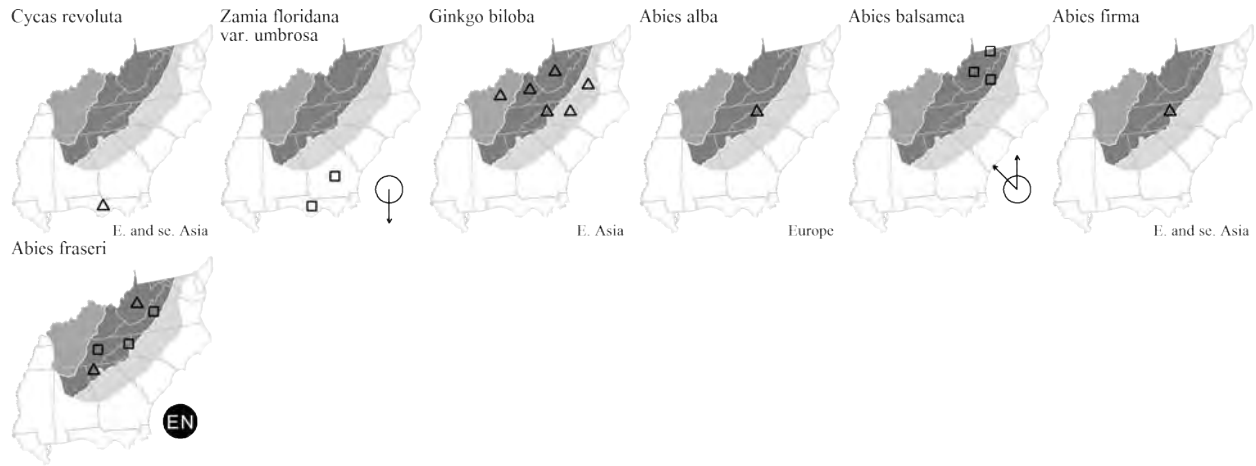 Cycas revoluta
E. and se. Asia
Zamia floridana
var. umbrosa
Ginkgo biloba
E. Asia
Abies alba
Europe
Abies balsamea
Abies firma
E. and se. Asia
Abies fraseri
EN